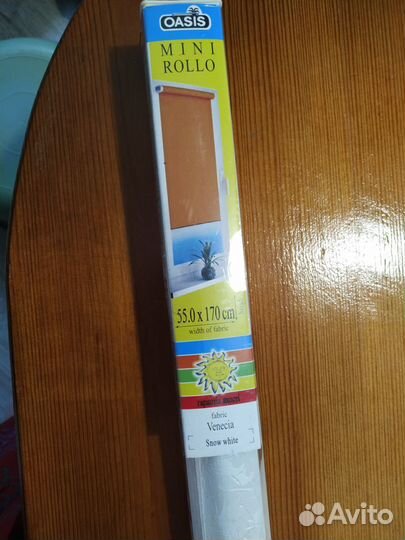 OASIS
MINI
ROLLO
55.0 x 170 cm
width of fabric
fabric
Venecia
Snow white
Avito